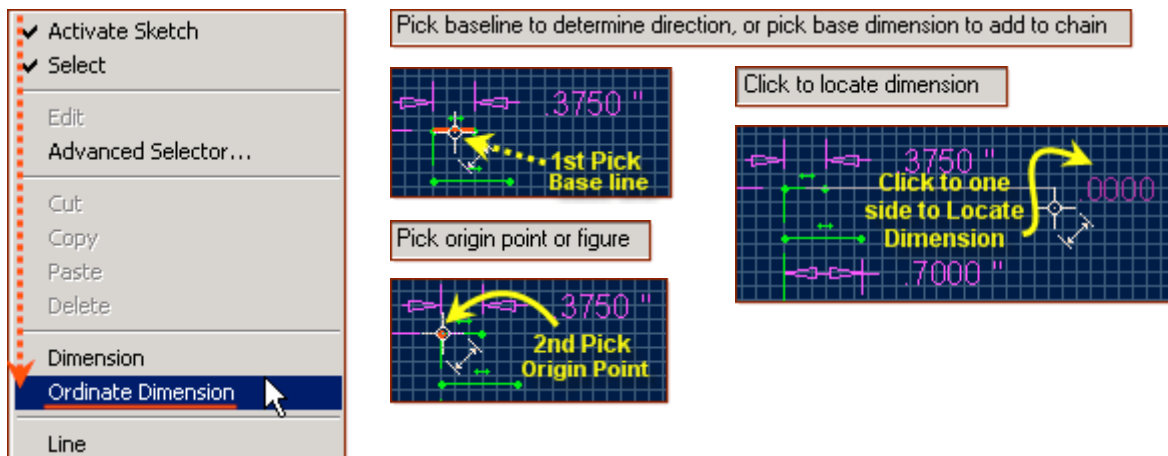 Activate Sketch
Select
Edit
Advanced Selector...
Cut
Copy
Paste
Delete
Dimension
Ordinate Dimension
Line
Pick baseline to determine direction, or pick base dimension to add to chain
.3750 "
1st Pick
Base line
Pick origin point or figure
.3750 "
2nd Pick
Origin Point
Click to locate dimension
.3750 "
Click to one
side to Locate
Dimension
.0000
.7000 "